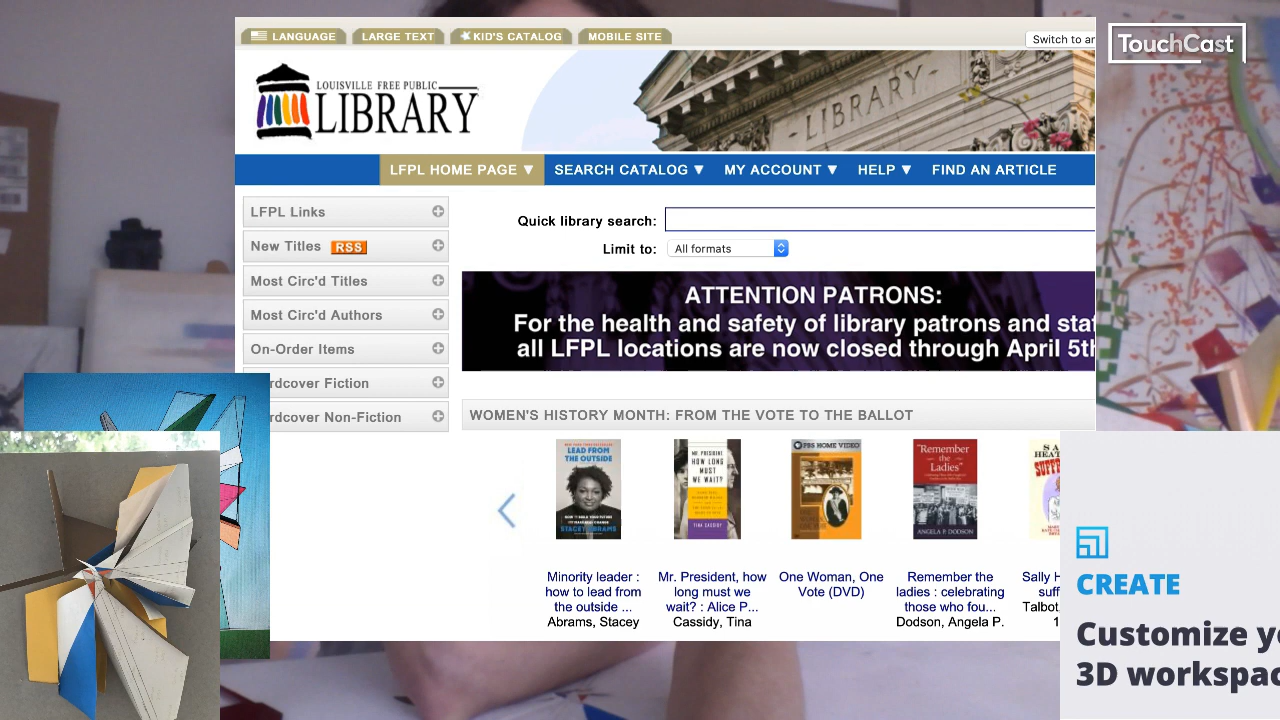 LANGUAGE
LARGE TEXT
KID'S CATALOG
MOBILE SITE
Switch to
TouchCast
LOUISVILLE FREE PUBLIC
LIBRARY
LIBRARY
LFPL HOME PAGE ▼
SEARCH CATALOG ▼
MY ACCOUNT ▼
HELP ▼
FIND AN ARTICLE
LFPL Links
New Titles RSS
Most Circ'd Titles
Most Circ'd Authors
On-Order Items
rdcover Fiction
rdcover Non-Fiction
Quick library search:
Limit to:
All formats
ATTENTION PATRONS:
For the health and safety of library patrons and
all LFPL locations are now closed through April 5th
WOMEN'S HISTORY MONTH: FROM THE VOTE TO THE BALLOT
LEAD FROM
THE OUTSIDE
STACEY ABRAMS
MR. PRESIDENT
HOW LONG
MUST
WE WAIT?
TINA CASSIDY
PBS HOME VIDEO
"Remember
the
Ladies"
ANGELA P. DODSON
Minority leader :
how to lead from
the outside ...
Abrams, Stacey
Mr. President, how
long must we
wait? : Alice P...
Cassidy, Tina
One Woman, One
Vote (DVD)
Remember the
ladies : celebrating
those who fou...
Dodson, Angela P.
Sally H
suff
Talbot,
1
CREATE
Customize
3D